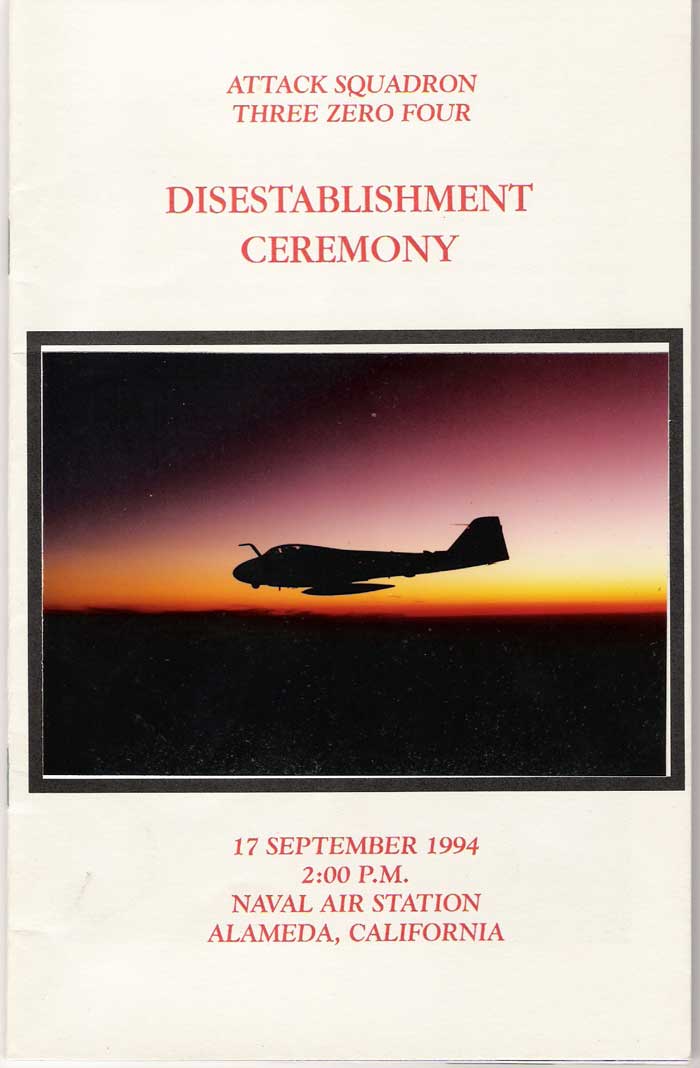 ATTACK SQUADRON
THREE ZERO FOUR
DISESTABLISHMENT
CEREMONY
17 SEPTEMBER 1994
2:00 P.M.
NAVAL AIR STATION
ALAMEDA, CALIFORNIA